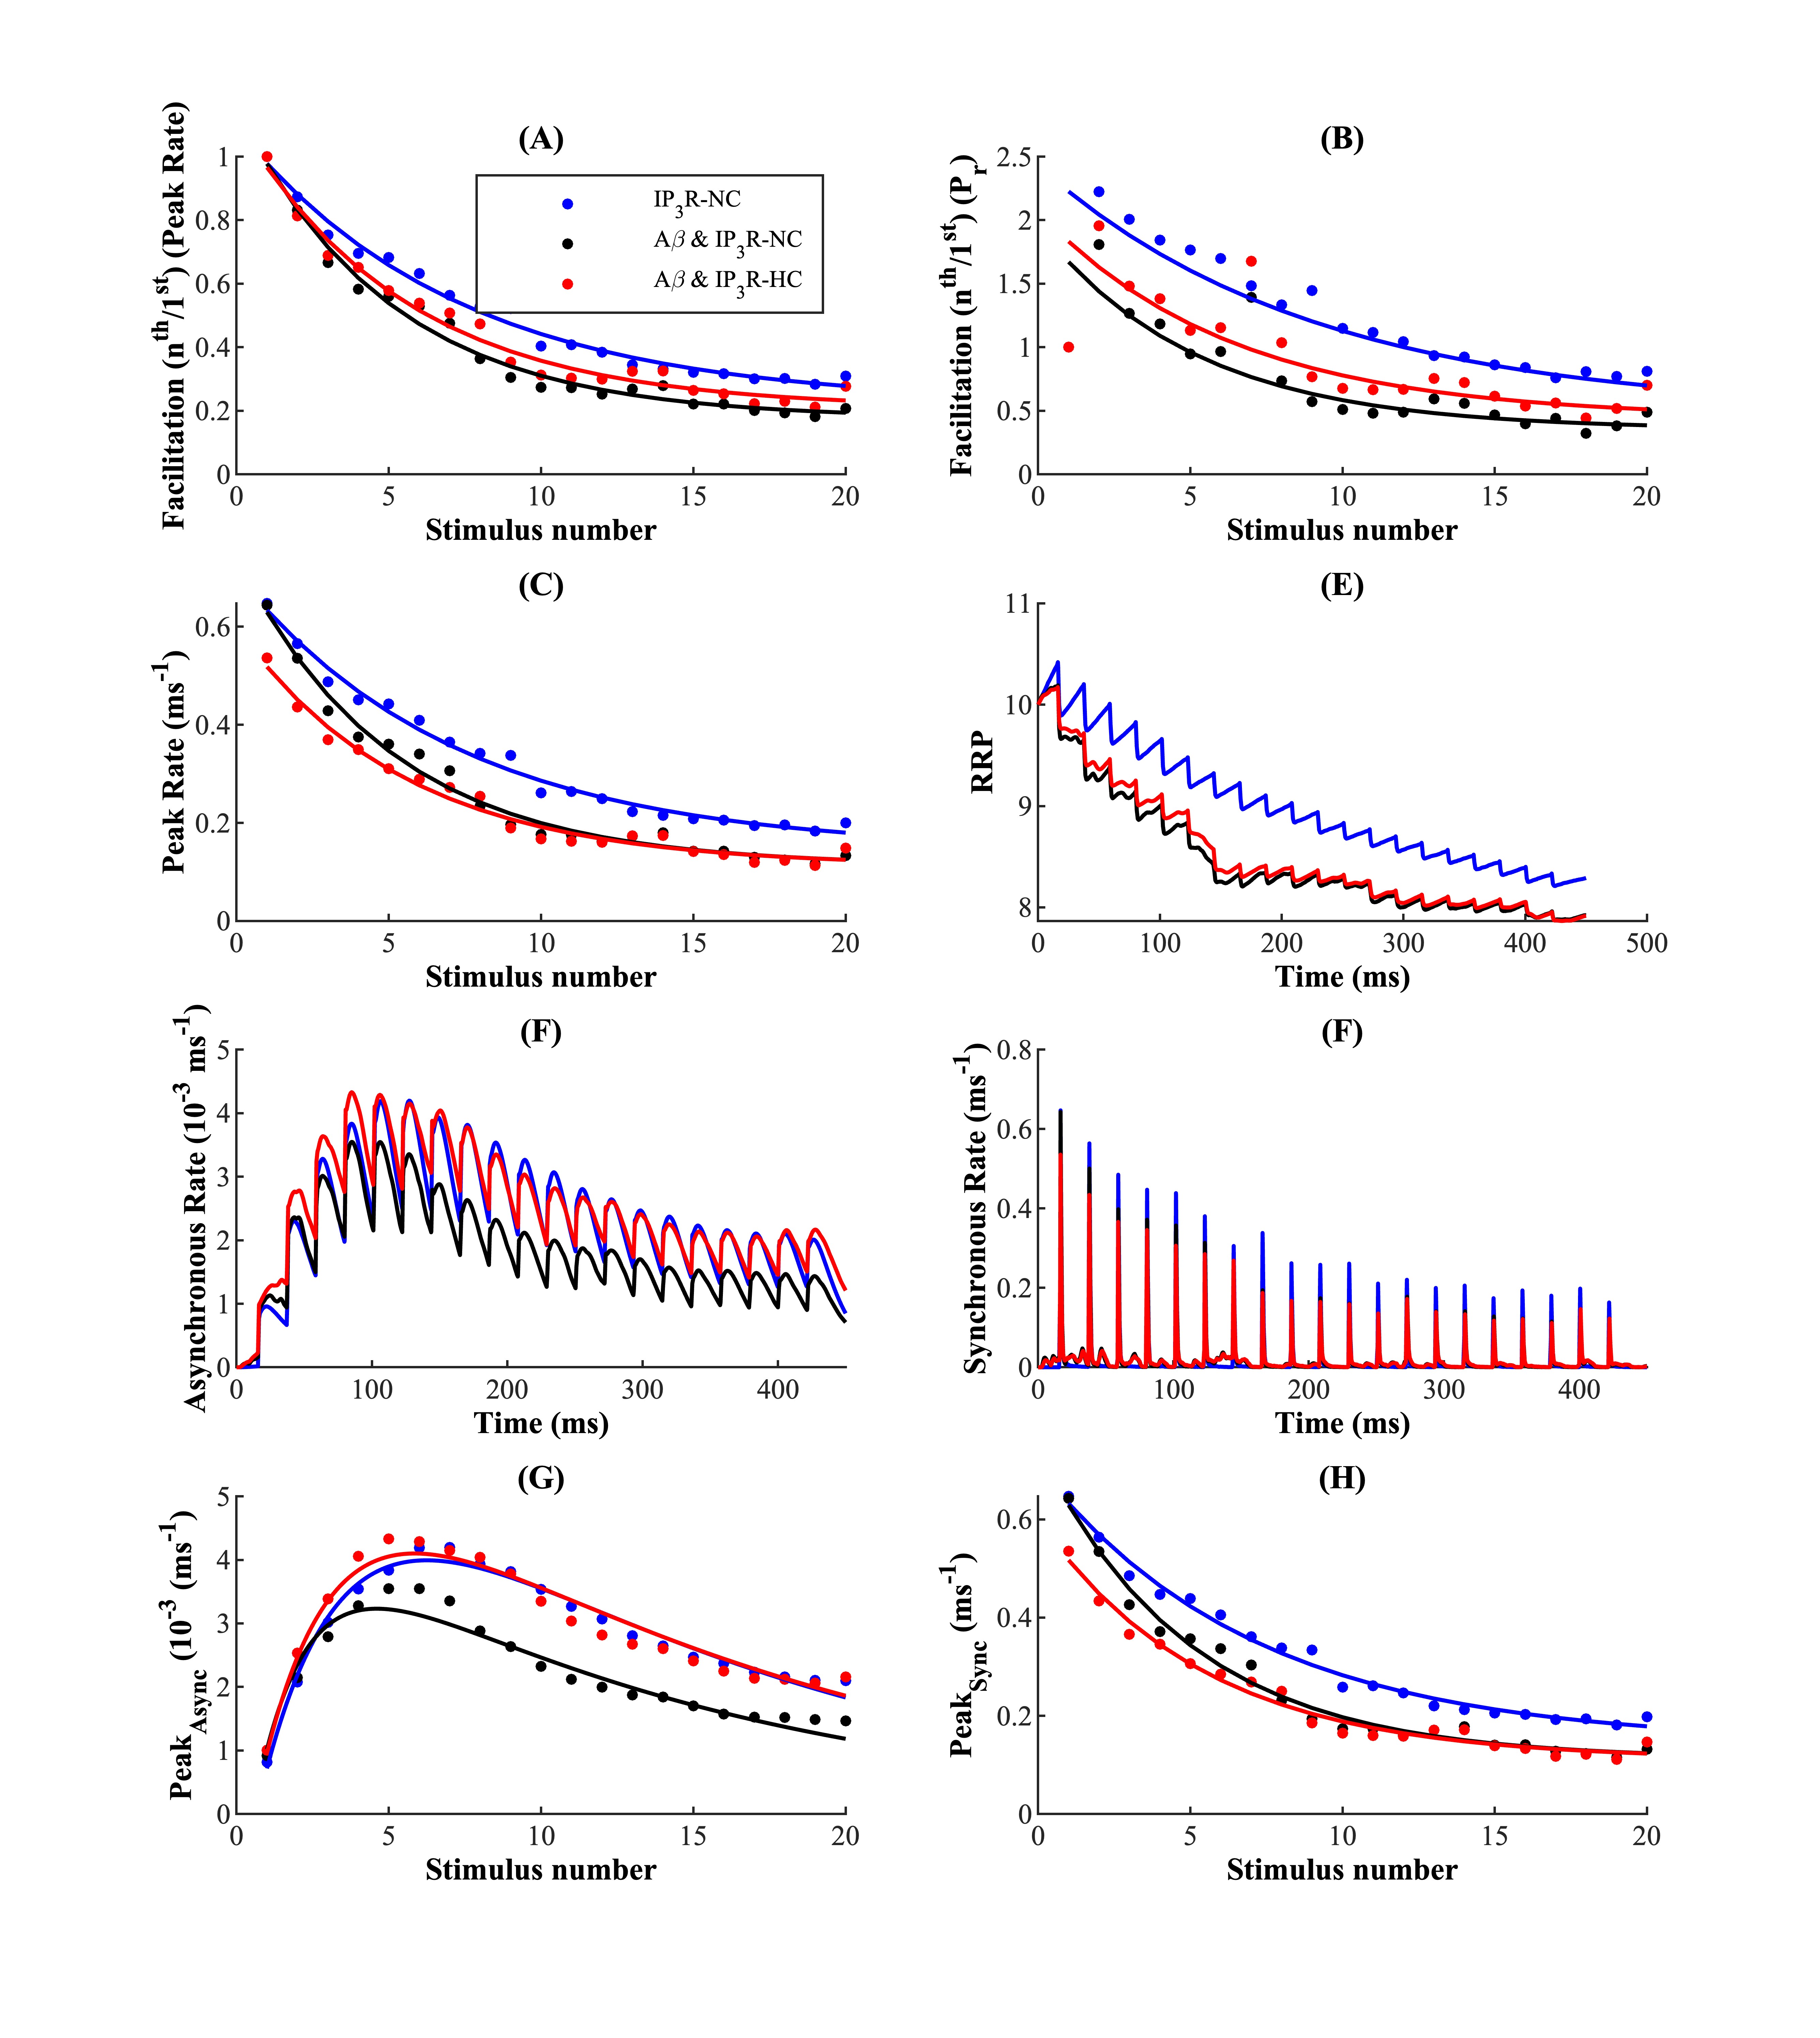 (A)
Facilitation (nth/1st) (Peak Rate)
1
0.8
0.6
0.4
0.2
0
IP3R-NC
Aβ & IP3R-NC
Aβ & IP3R-HC
0 5 10 15 20
Stimulus number
(B)
Facilitation (nth/1st) (Pr)
2.5
2
1.5
1
0.5
0
0 5 10 15 20
Stimulus number
(C)
Peak Rate (ms-1)
0.6
0.4
0.2
0
0 5 10 15 20
Stimulus number
(E)
RRP
11
10
9
8
0 100 200 300 400 500
Time (ms)
(F)
Asynchronous Rate (10-3 ms-1)
5
4
3
2
1
0
0 100 200 300 400
Time (ms)
(F)
Synchronous Rate (ms-1)
0.8
0.6
0.4
0.2
0
0 100 200 300 400
Time (ms)
(G)
PeakAsync (10-3 (ms-1)
5
4
3
2
1
0
0 5 10 15 20
Stimulus number
(H)
PeakSync (ms-1)
0.6
0.4
0.2
0
0 5 10 15 20
Stimulus number